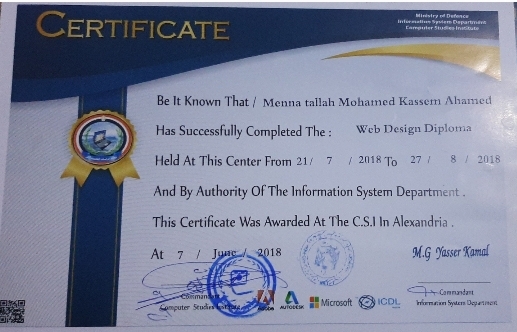 CERTIFICATE
Ministry of Defence
Information System Department
Computer Studies Institute
Be It Known That / Menna tallah Mohamed Kassem Ahamed
Has Successfully Completed The : Web Design Diploma
Held At This Center From 21/ 7 / 2018 To 27 / 8 / 2018
And By Authority Of The Information System Department .
This Certificate Was Awarded At The C.S.I In Alexandria .
At 7 / June / 2018
M.G Yasser Kamal
Commandant
Computer Studies Institute
Adobe
AUTODESK
Microsoft
ICDL
Commandant
Information System Department